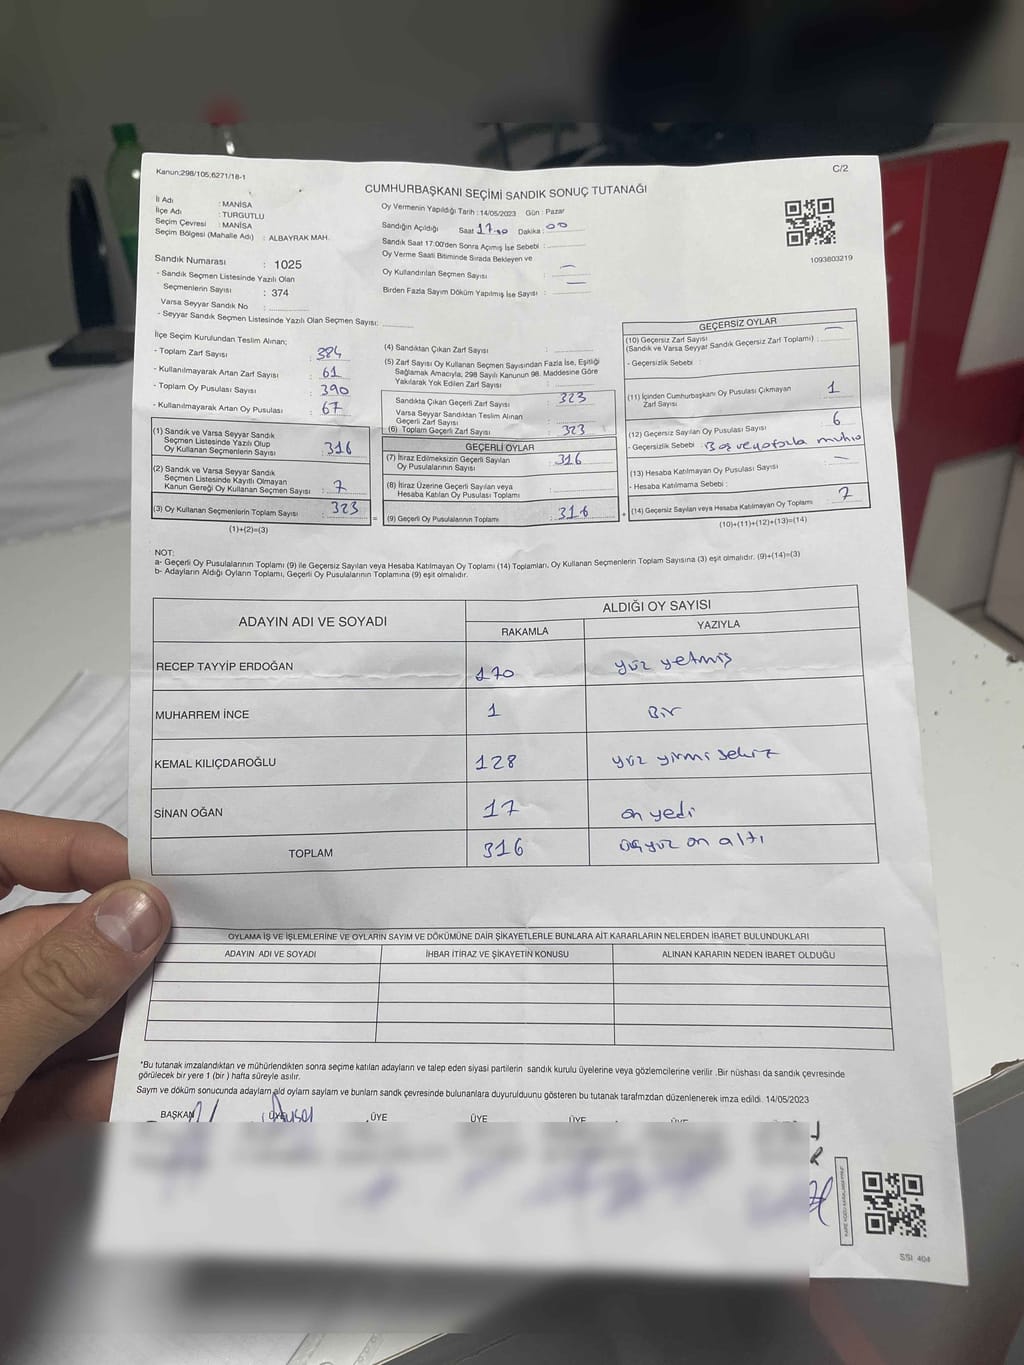 Kanun;298/105;6271/18-1
C/2
CUMHURBAŞKANI SEÇİMİ SANDIK SONUÇ TUTANAĞI
İl Adı : MANİSA
İlçe Adı : TURGUTLU
Seçim Çevresi : MANİSA
Seçim Bölgesi (Mahalle Adı) : ALBAYRAK MAH.
Sandık Numarası : 1025
- Sandık Seçmen Listesinde Yazılı Olan
Seçmenlerin Sayısı : 374
Varsa Seyyar Sandık No :
- Seyyar Sandık Seçmen Listesinde Yazılı Olan Seçmen Sayısı:
Oy Vermenin Yapıldığı Tarih : 14/05/2023 Gün : Pazar
Sandığın Açıldığı Saat 17:00 Dakika : 00
Sandık Saat 17:00'den Sonra Açımış İse Sebebi :
Oy Verme Saati Bitiminde Sırada Bekleyen ve
Oy Kullandırılan Seçmen Sayısı : —
Birden Fazla Sayım Döküm Yapılmış İse Sayısı : —
1093803219
İlçe Seçim Kurulundan Teslim Alınan;
- Toplam Zarf Sayısı : 384
- Kullanılmayarak Artan Zarf Sayısı : 61
- Toplam Oy Pusulası Sayısı : 390
- Kullanılmayarak Artan Oy Pusulası : 67
(1) Sandık ve Varsa Seyyar Sandık
Seçmen Listesinde Yazılı Olup
Oy Kullanan Seçmenlerin Sayısı : 316
(2) Sandık ve Varsa Seyyar Sandık
Seçmen Listesinde Kayıtlı Olmayan
Kanun Gereği Oy Kullanan Seçmen Sayısı : 7
(3) Oy Kullanan Seçmenlerin Toplam Sayısı : 323
(1)+(2)=(3)
(4) Sandıktan Çıkan Zarf Sayısı :
(5) Zarf Sayısı Oy Kullanan Seçmen Sayısından Fazla İse, Eşitliği
Sağlamak Amacıyla, 298 Sayılı Kanunun 98. Maddesine Göre
Yakılarak Yok Edilen Zarf Sayısı :
Sandıkta Çıkan Geçerli Zarf Sayısı : 323
Varsa Seyyar Sandıktan Teslim Alınan
Geçerli Zarf Sayısı :
(6) Toplam Geçerli Zarf Sayısı : 323
GEÇERLİ OYLAR
(7) İtiraz Edilmeksizin Geçerli Sayılan
Oy Pusulalarının Sayısı : 316
(8) İtiraz Üzerine Geçerli Sayılan veya
Hesaba Katılan Oy Pusulası Toplamı :
= (9) Geçerli Oy Pusulalarının Toplamı : 316
GEÇERSİZ OYLAR
(10) Geçersiz Zarf Sayısı
(Sandık ve Varsa Seyyar Sandık Geçersiz Zarf Toplamı) : —
- Geçersizlik Sebebi :
(11) İçinden Cumhurbaşkanı Oy Pusulası Çıkmayan
Zarf Sayısı : 1
(12) Geçersiz Sayılan Oy Pusulası Sayısı : 6
- Geçersizlik Sebebi : Boş veya fazla
(13) Hesaba Katılmayan Oy Pusulası Sayısı : —
- Hesaba Katılmama Sebebi :
+ (14) Geçersiz Sayılan veya Hesaba Katılmayan Oy Toplamı : 7
(10)+(11)+(12)+(13)=(14)
NOT:
a- Geçerli Oy Pusulalarının Toplamı (9) ile Geçersiz Sayılan veya Hesaba Katılmayan Oy Toplamı (14) Toplamları, Oy Kullanan Seçmenlerin Toplam Sayısına (3) eşit olmalıdır. (9)+(14)=(3)
b- Adayların Aldığı Oyların Toplamı, Geçerli Oy Pusulalarının Toplamına (9) eşit olmalıdır.
ADAYIN ADI VE SOYADI
ALDIĞI OY SAYISI
RAKAMLA YAZIYLA
RECEP TAYYİP ERDOĞAN 170 yüz yetmiş
MUHARREM İNCE 1 Bir
KEMAL KILIÇDAROĞLU 128 yüz yirmi sekiz
SİNAN OĞAN 17 on yedi
TOPLAM 316 üçyüz on altı
OYLAMA İŞ VE İŞLEMLERİNE VE OYLARIN SAYIM VE DÖKÜMÜNE DAİR ŞİKAYETLERLE BUNLARA AİT KARARLARIN NELERDEN İBARET BULUNDUKLARI
ADAYIN ADI VE SOYADI İHBAR İTİRAZ VE ŞİKAYETİN KONUSU ALINAN KARARIN NEDEN İBARET OLDUĞU
*Bu tutanak imzalandıktan ve mühürlendikten sonra seçime katılan adayların ve talep eden siyasi partilerin sandık kurulu üyelerine veya gözlemcilerine verilir .Bir nüshası da sandık çevresinde
görülecek bir yere 1 (bir ) hafta süreyle asılır.
Sayım ve döküm sonucunda adayların ald oyların sayların ve bunların sandk çevresinde bulunanlara duyurulduunu gösteren bu tutanak tarafmzdan düzenlenerek imza edildi. 14/05/2023
BAŞKAN ÜYE ÜYE ÜYE ÜYE ÜYE
SSI 404